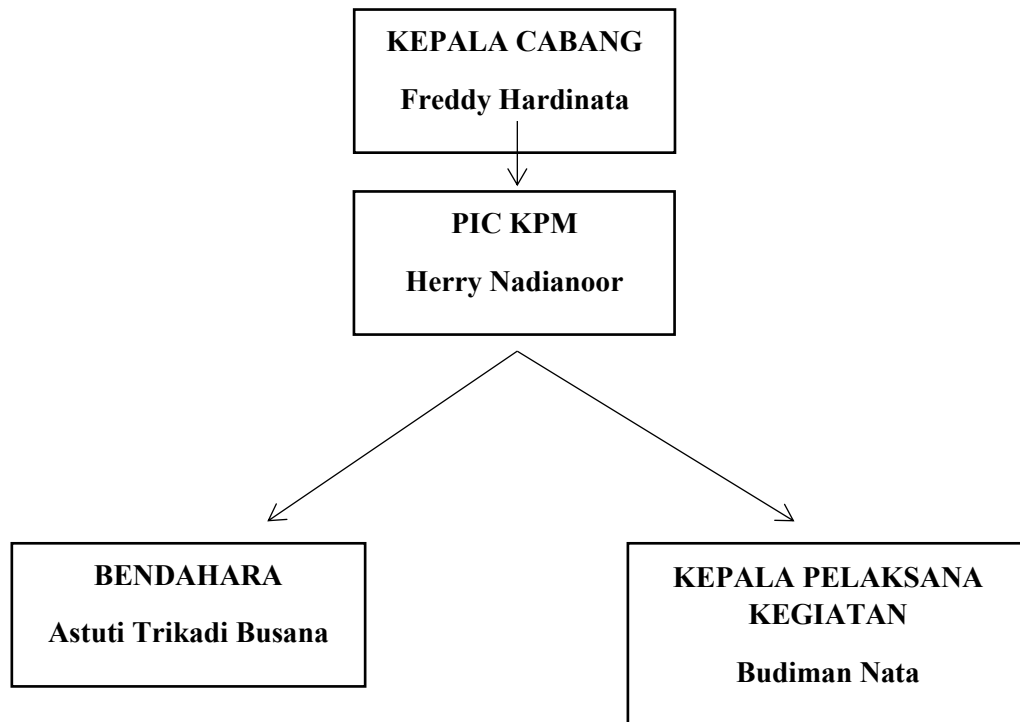 KEPALA CABANG
Freddy Hardinata
PIC KPM
Herry Nadianoor
BENDAHARA
Astuti Trikadi Busana
KEPALA PELAKSANA
KEGIATAN
Budiman Nata